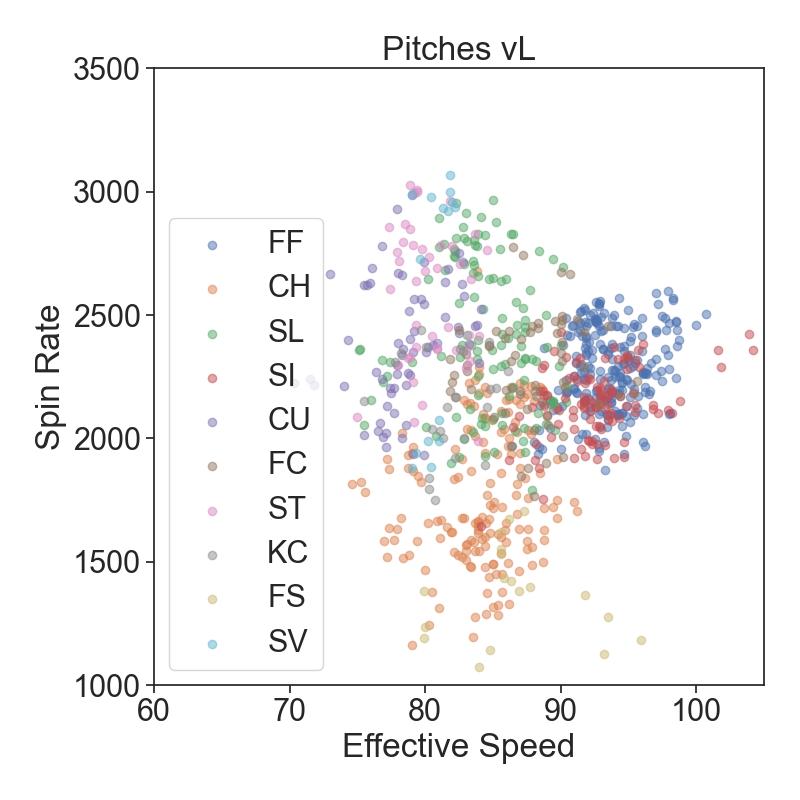 Pitches vL
3500
3000
2500
2000
1500
1000
Spin Rate
FF
CH
SL
SI
CU
FC
ST
KC
FS
SV
60 70 80 90 100
Effective Speed